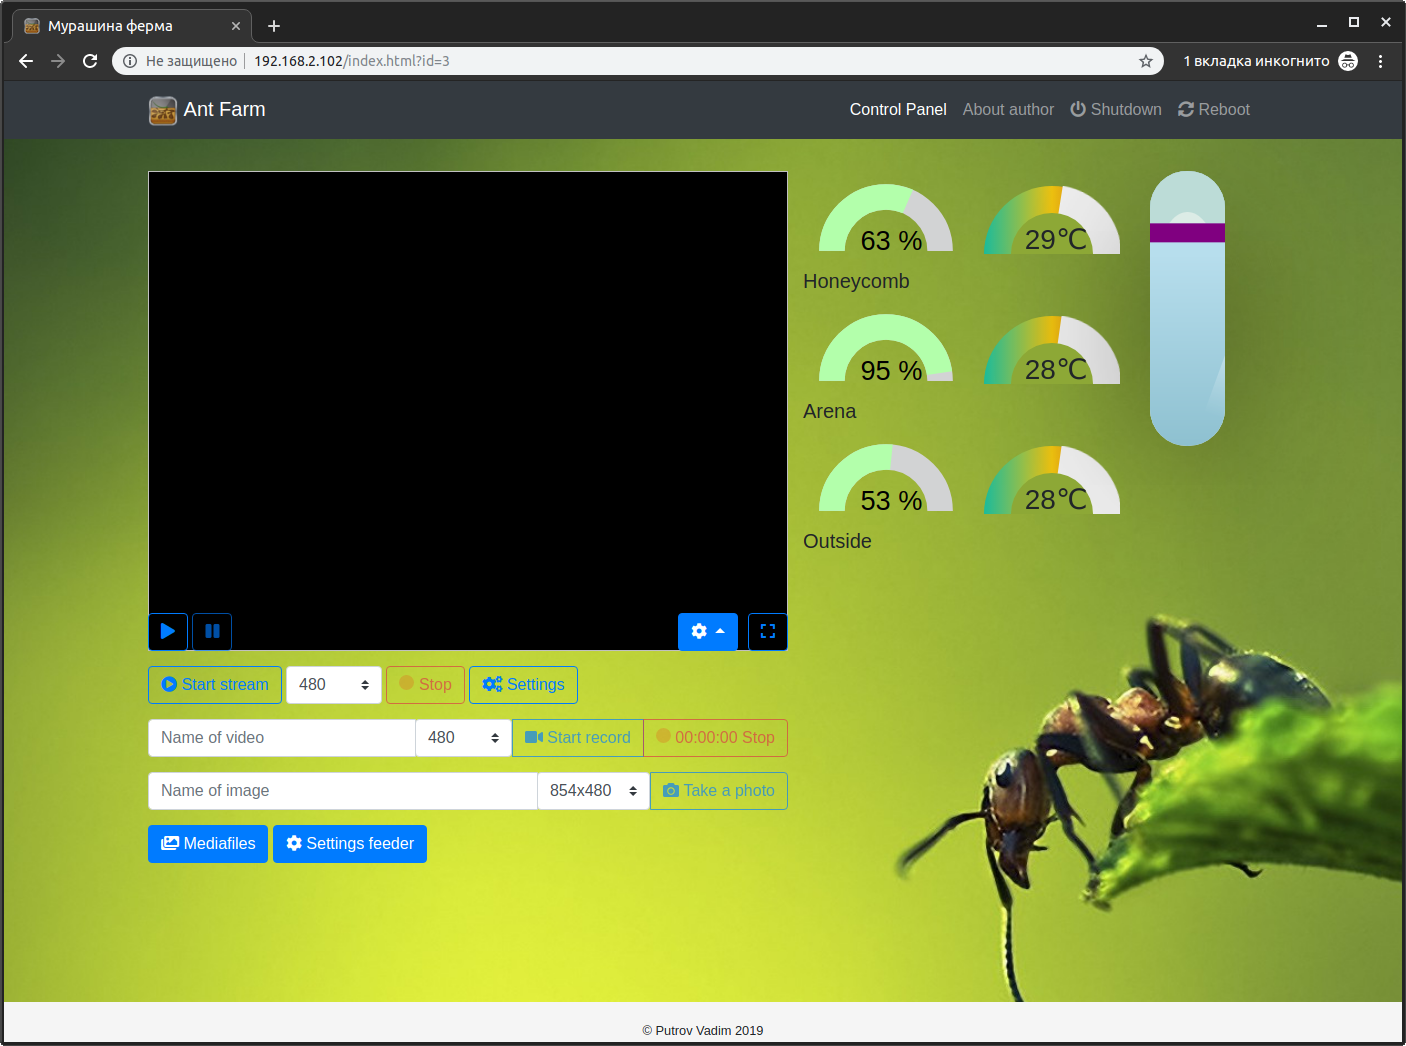 Мурашина ферма
Не защищено 192.168.2.102/index.html?id=3 1 вкладка инкогнито
Ant Farm Control Panel About author Shutdown Reboot
63 % 29℃
Honeycomb
95 % 28℃
Arena
53 % 28℃
Outside
Start stream 480 Stop Settings
Name of video 480 Start record 00:00:00 Stop
Name of image 854x480 Take a photo
Mediafiles Settings feeder
© Putrov Vadim 2019